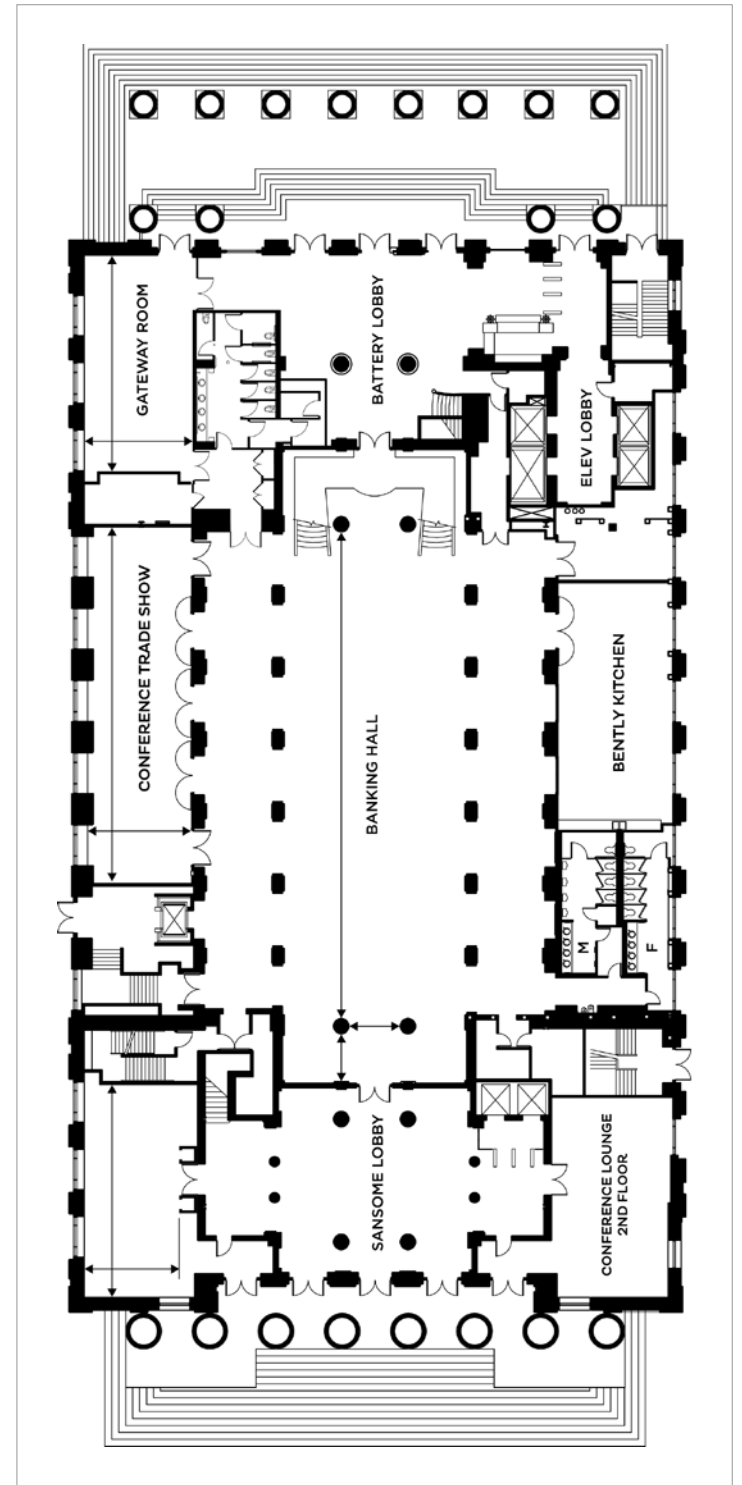 GATEWAY ROOM
BATTERY LOBBY
ELEV LOBBY
CONFERENCE TRADE SHOW
BANKING HALL
BENTLY KITCHEN
M
F
SANSOME LOBBY
CONFERENCE LOUNGE
2ND FLOOR